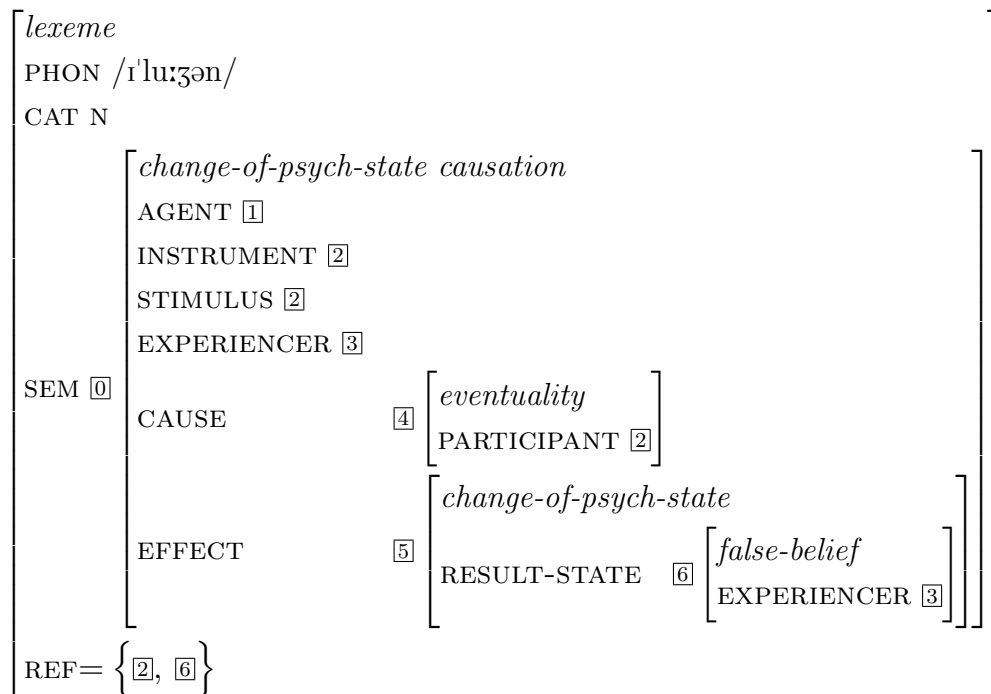 lexeme
PHON /ɪˈluːʒən/
CAT N
SEM 0
change-of-psych-state causation
AGENT 1
INSTRUMENT 2
STIMULUS 2
EXPERIENCER 3
CAUSE 4
eventuality
PARTICIPANT 2
EFFECT 5
change-of-psych-state
RESULT-STATE 6
false-belief
EXPERIENCER 3
REF= {2, 6}